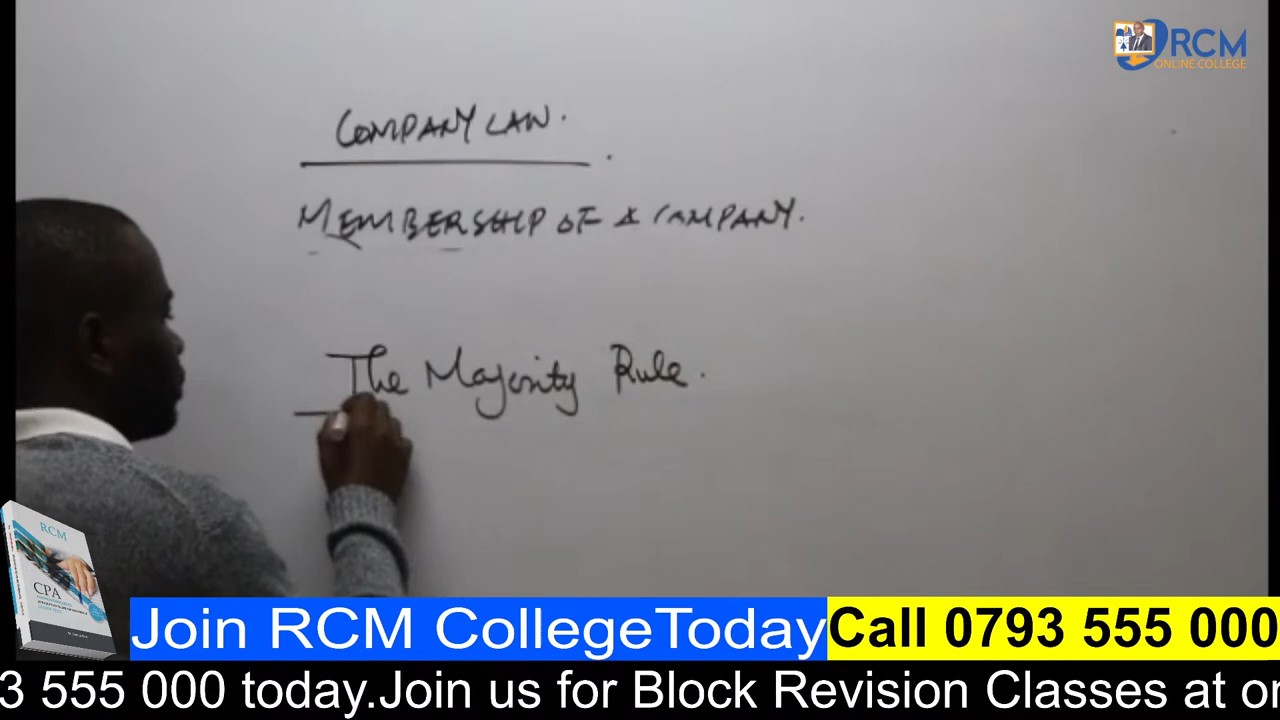 RCM
ONLINE COLLEGE
COMPANY LAW.
MEMBERSHIP OF A COMPANY.
The Majority Rule.
RCM
CPA
Join RCM CollegeToday
Call 0793 555 000
3 555 000 today.Join us for Block Revision Classes at or